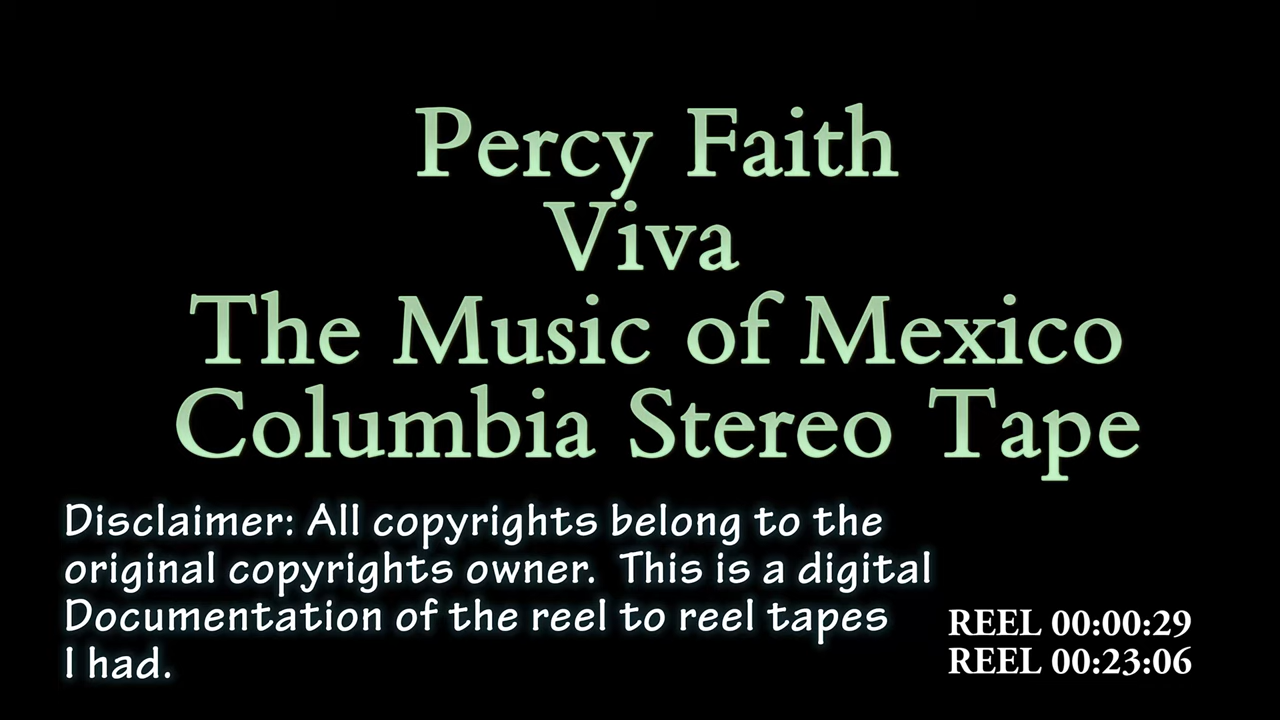 Percy Faith
Viva
The Music of Mexico
Columbia Stereo Tape
Disclaimer: All copyrights belong to the
original copyrights owner.  This is a digital
Documentation of the reel to reel tapes
I had.
REEL 00:00:29
REEL 00:23:06